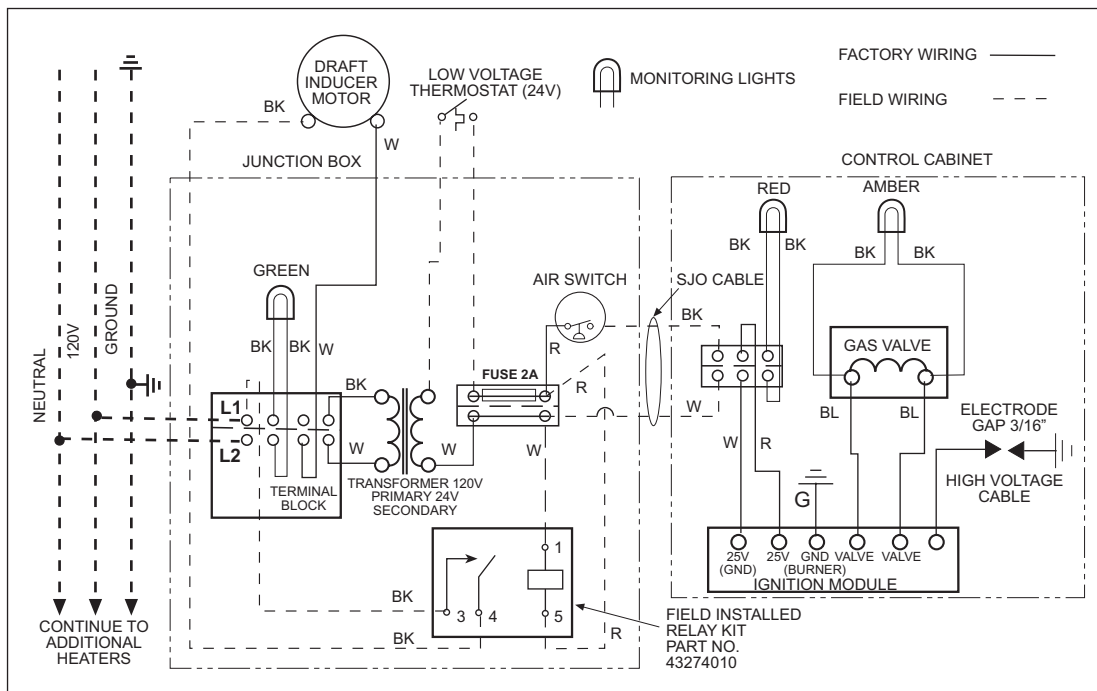 DRAFT
INDUCER
MOTOR
LOW VOLTAGE
THERMOSTAT (24V)
MONITORING LIGHTS
FACTORY WIRING
FIELD WIRING
BK
W
JUNCTION BOX
CONTROL CABINET
RED
AMBER
BK
BK
BK
BK
GREEN
AIR SWITCH
SJO CABLE
NEUTRAL
120V
GROUND
BK
BK
W
BK
R
R
BK
FUSE 2A
GAS VALVE
L1
L2
W
W
W
W
BL
BL
W
R
ELECTRODE
GAP 3/16”
HIGH VOLTAGE
CABLE
TERMINAL
BLOCK
TRANSFORMER 120V
PRIMARY 24V
SECONDARY
G
25V
(GND)
25V
GND
(BURNER)
VALVE
VALVE
IGNITION MODULE
1
3
4
5
BK
BK
R
FIELD INSTALLED
RELAY KIT
PART NO.
43274010
CONTINUE TO
ADDITIONAL
HEATERS